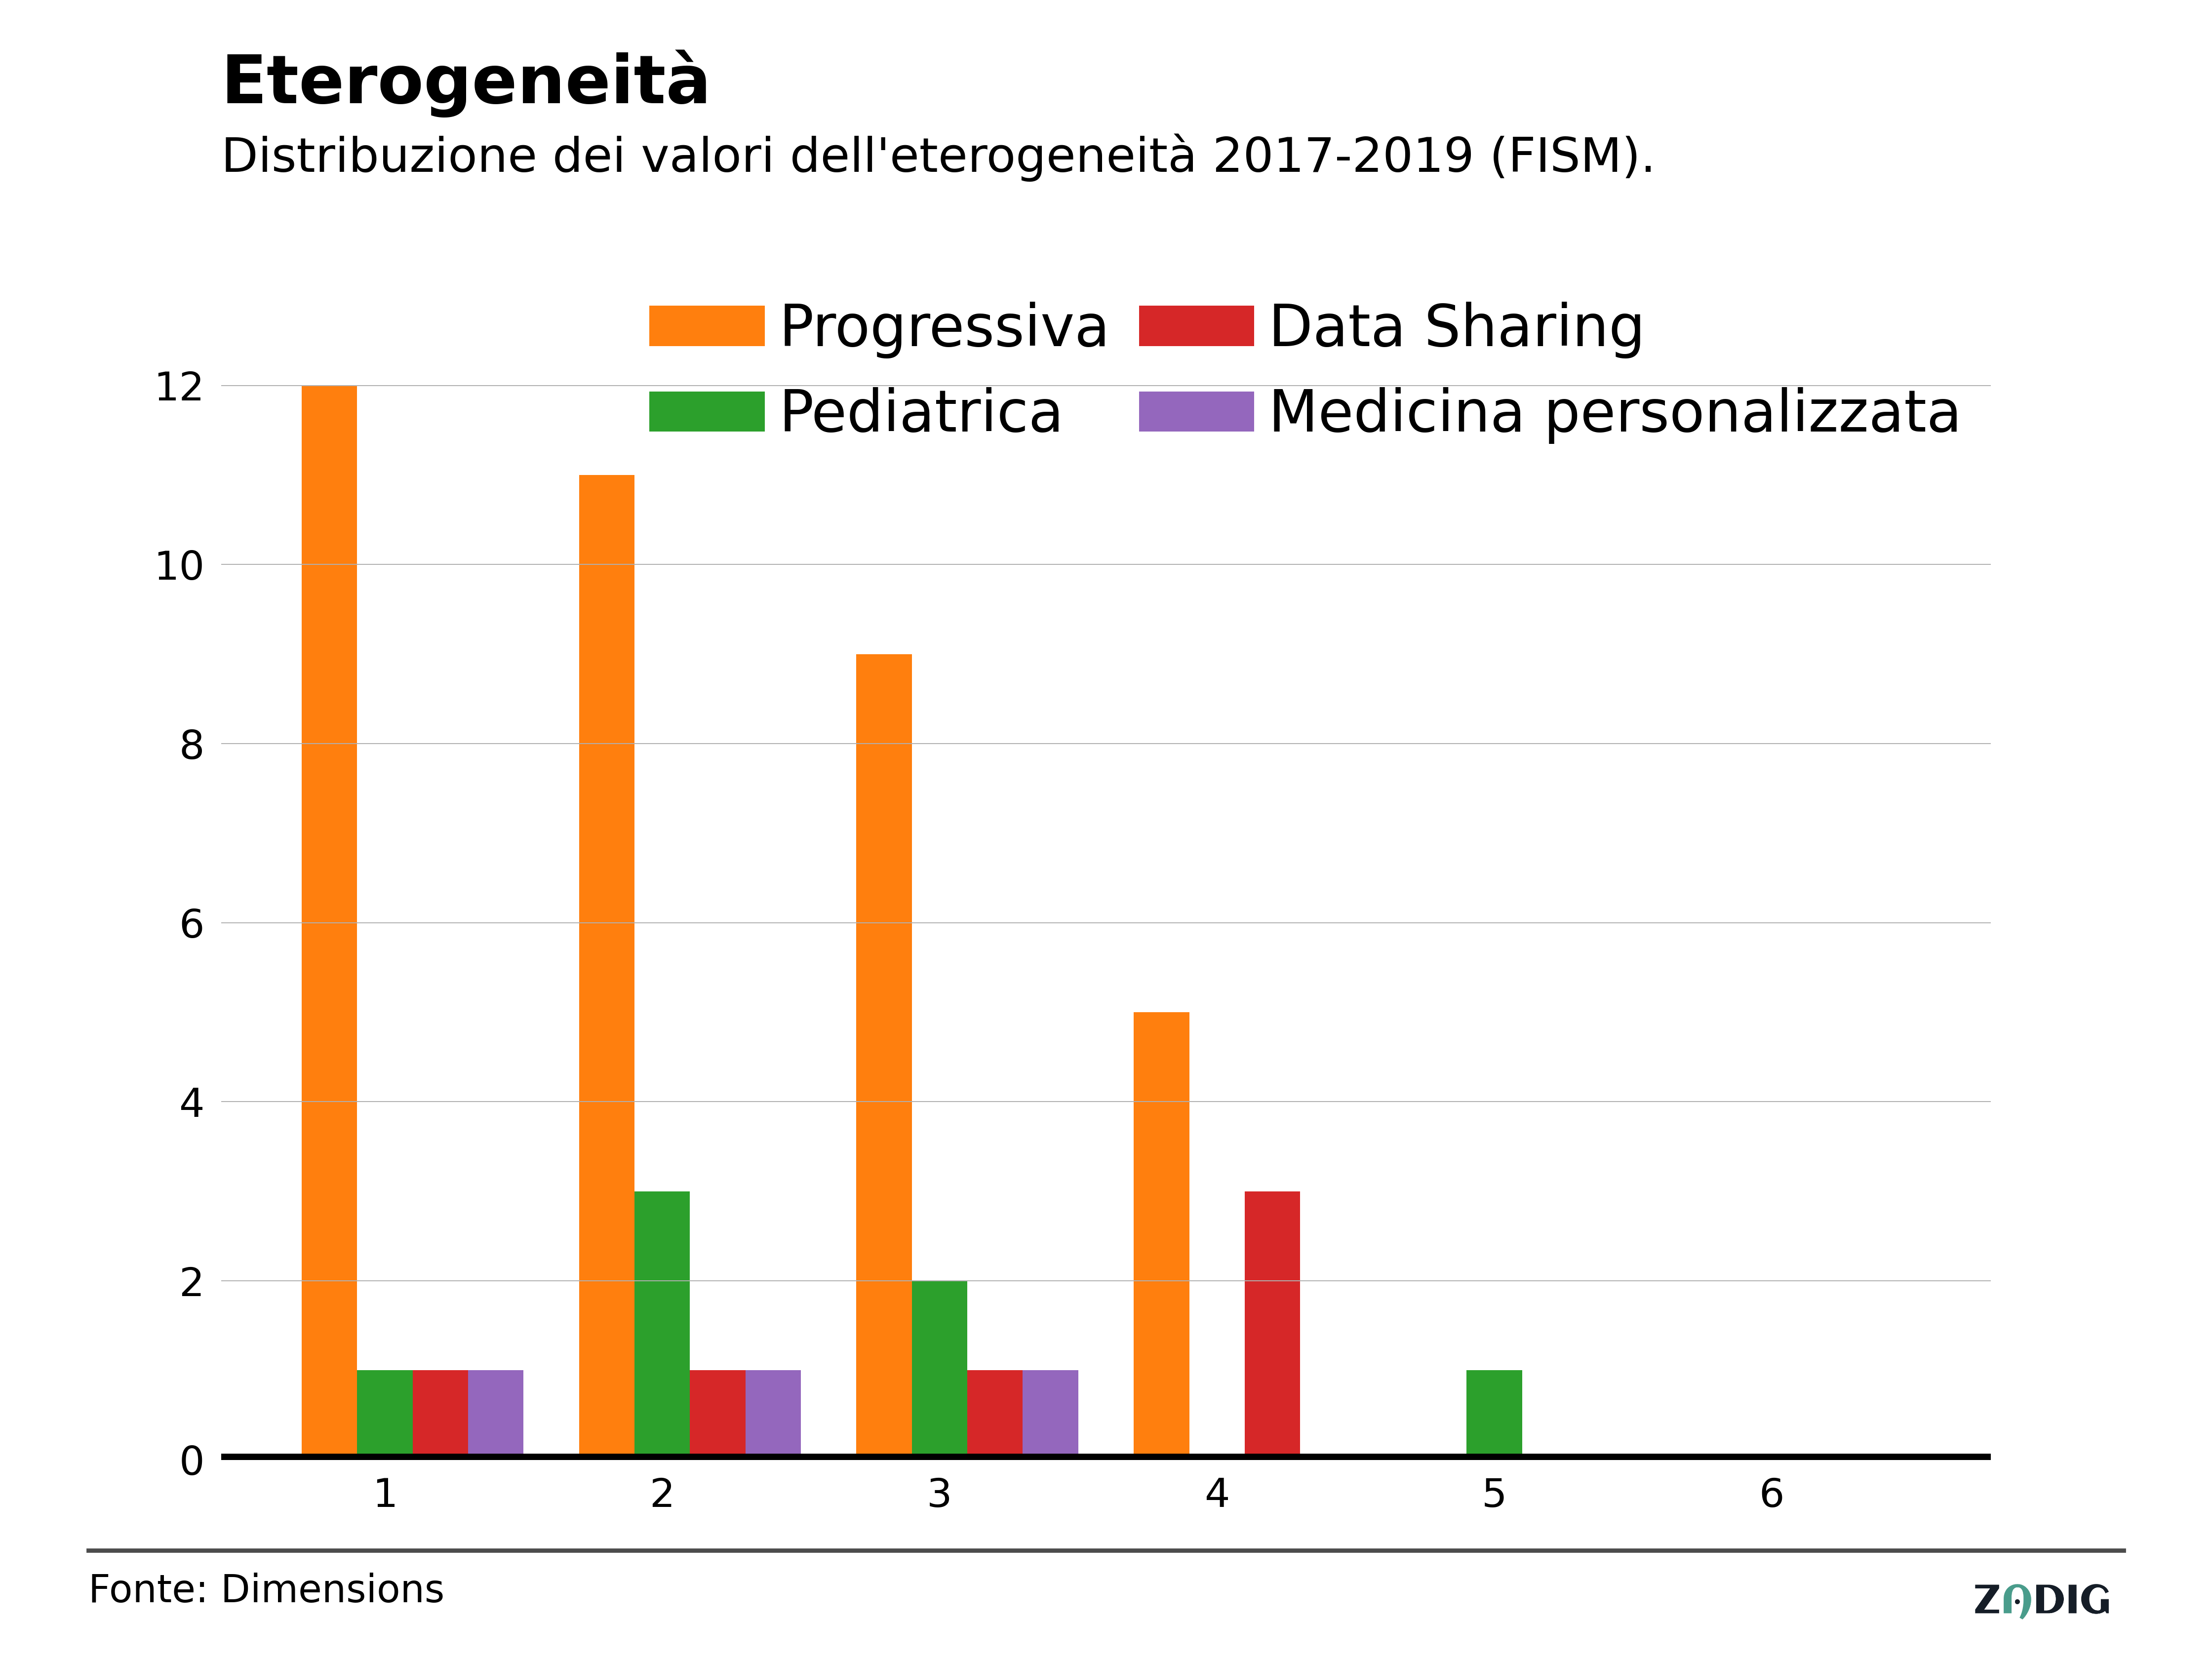 Eterogeneità
Distribuzione dei valori dell'eterogeneità 2017-2019 (FISM).
Progressiva
Data Sharing
Pediatrica
Medicina personalizzata
12
10
8
6
4
2
0
1
2
3
4
5
6
Fonte: Dimensions
ZADIG